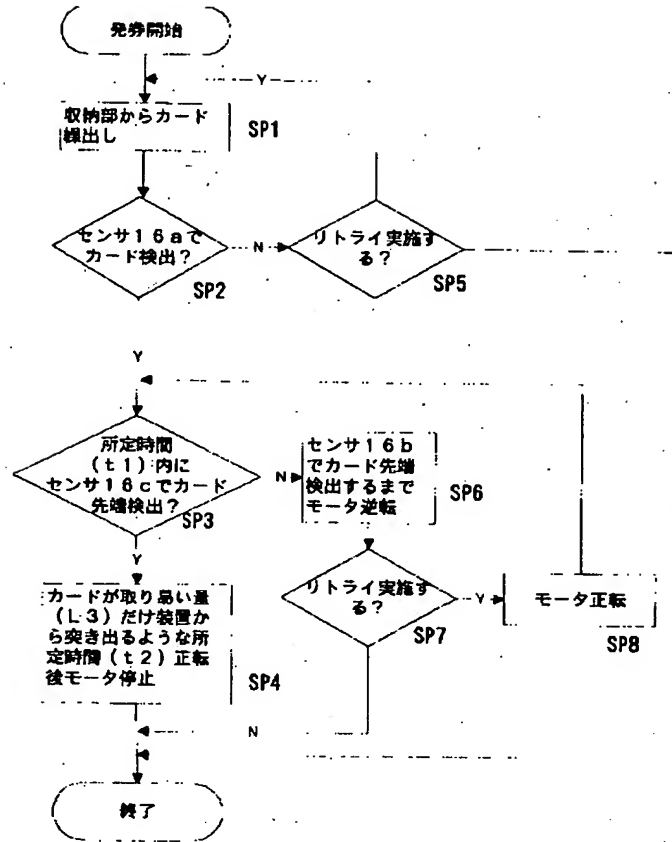 発券開始
Y
収納部からカード
繰出し
SP1
センサ16aで
カード検出?
SP2
N
リトライ実施す
る?
SP5
Y
所定時間
(t1)内に
センサ16cでカード
先端検出?
SP3
N
センサ16b
でカード先端
検出するまで
モータ逆転
SP6
Y
カードが取り易い量
(L3)だけ装置か
ら突き出るような所
定時間(t2)正転
後モータ停止
SP4
リトライ実施す
る?
SP7
Y
モータ正転
SP8
N
終了